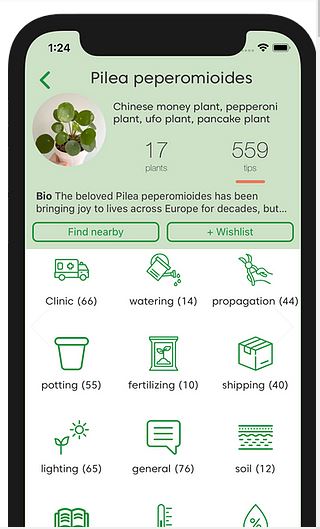 1:24
Pilea peperomioides
Chinese money plant, pepperoni
plant, ufo plant, pancake plant
17
559
plants
tips
Bio The beloved Pilea peperomioides has been
bringing joy to lives across Europe for decades, but...
Find nearby
+ Wishlist
Clinic (66)
watering (14)
propagation (44)
potting (55)
fertilizing (10)
shipping (40)
lighting (65)
general (76)
soil (12)